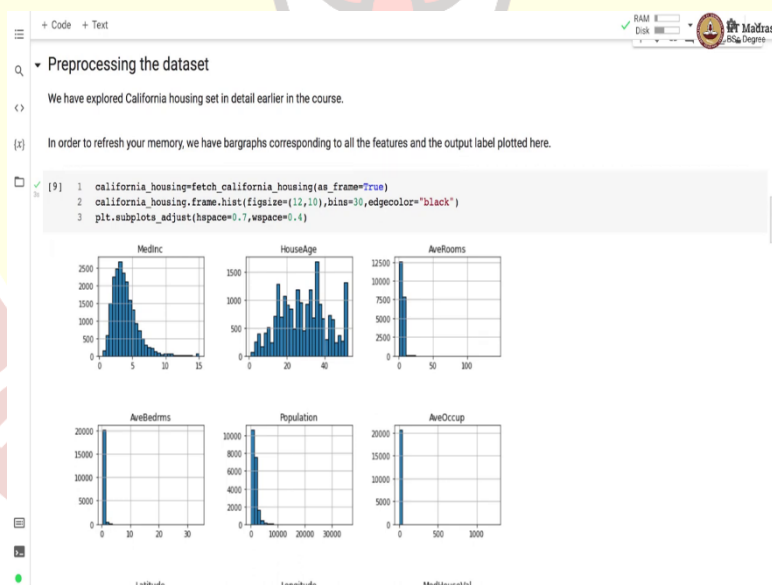 + Code + Text
RAM
Disk
IIT Madras
BSc Degree
Preprocessing the dataset
We have explored California housing set in detail earlier in the course.
In order to refresh your memory, we have bargraphs corresponding to all the features and the output label plotted here.
[9] 1 california_housing=fetch_california_housing(as_frame=True)
2 california_housing.frame.hist(figsize=(12,10),bins=30,edgecolor="black")
3 plt.subplots_adjust(hspace=0.7,wspace=0.4)
MedInc HouseAge AveRooms
2500
2000
1500
1000
500
0
0 5 10 15
1500
1000
500
0
0 20 40
12500
10000
7500
5000
2500
0
0 50 100
AveBedrms Population AveOccup
20000
15000
10000
5000
0
0 10 20 30
10000
8000
6000
4000
2000
0
0 10000 20000 30000
20000
15000
10000
5000
0
0 500 1000
Latitude Longitude MedHouseVal